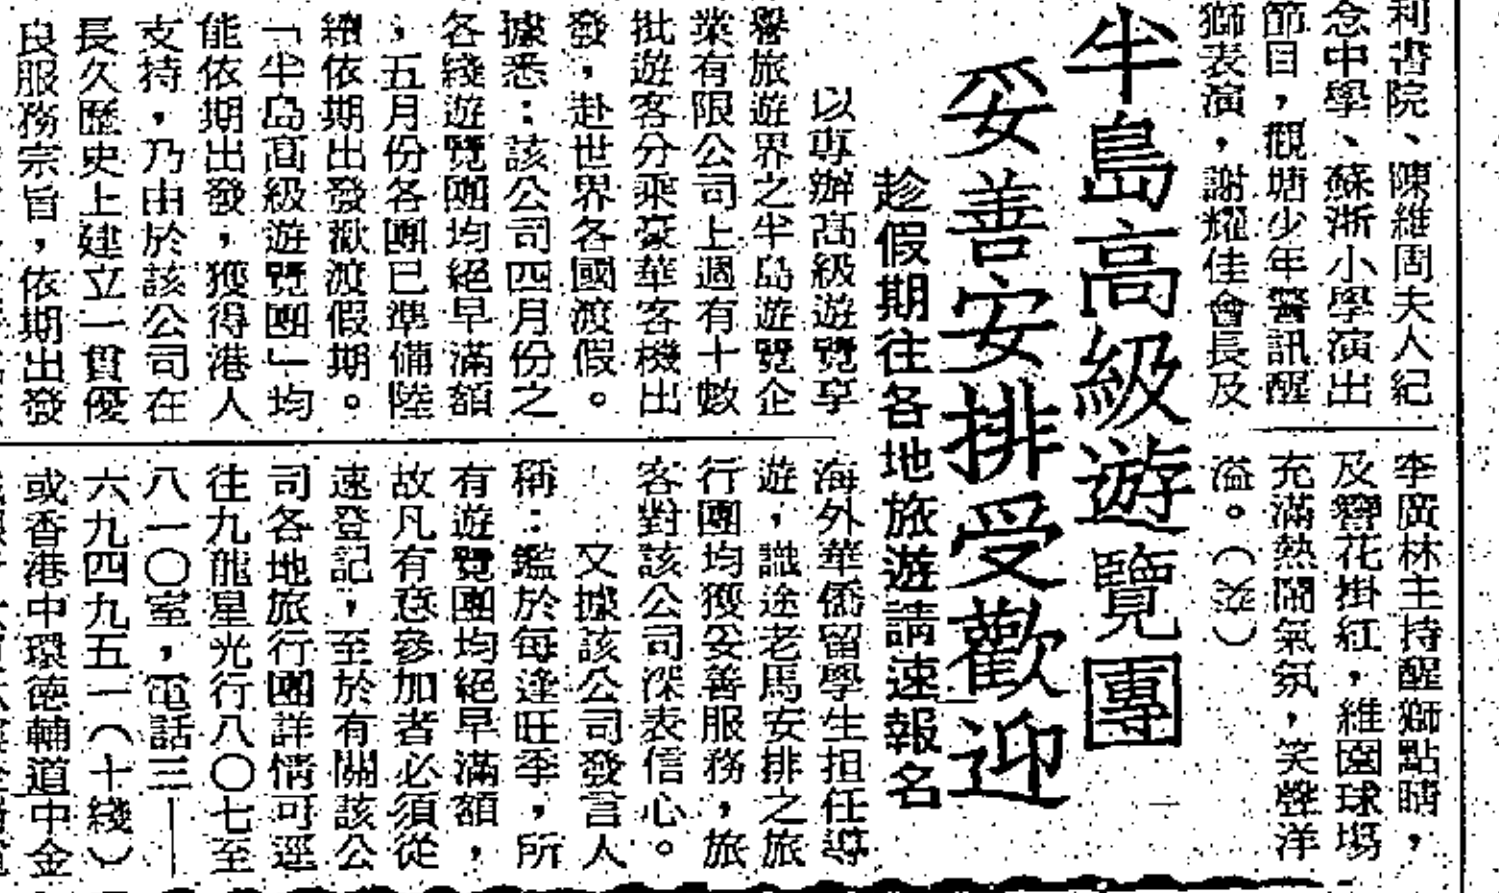 利書院、陳維周夫人紀
念中學、蘇浙小學演出
節目，觀塘少年警訊醒
獅表演，謝耀佳會長及
李廣林主持醒獅點睛，
及簪花掛紅，維園球場
充滿熱鬧氣氛，笑聲洋
溢。（炎）
半島高級遊覽團
妥善安排受歡迎
趁假期往各地旅遊請速報名
以專辦高級遊覽享
譽旅遊界之半島遊覽企
業有限公司上週有十數
批遊客分乘豪華客機出
發，赴世界各國渡假。
據悉：該公司四月份之
各綫遊覽團均絕早滿額
，五月份各團已準備陸
續依期出發歡渡假期。
「半島高級遊覽團」均
能依期出發，獲得港人
支持，乃由於該公司在
長久歷史上建立一貫優
良服務宗旨，依期出發
海外華僑留學生担任導
遊，識途老馬安排之旅
行團均獲妥善服務，旅
客對該公司深表信心。
又據該公司發言人
稱：鑑於每逢旺季，所
有遊覽團均絕早滿額，
故凡有意參加者必須從
速登記，至於有關該公
司各地旅行團詳情可逕
往九龍星光行八〇七至
八一〇室，電話三——
六九四九五一（十綫）
或香港中環德輔道中金